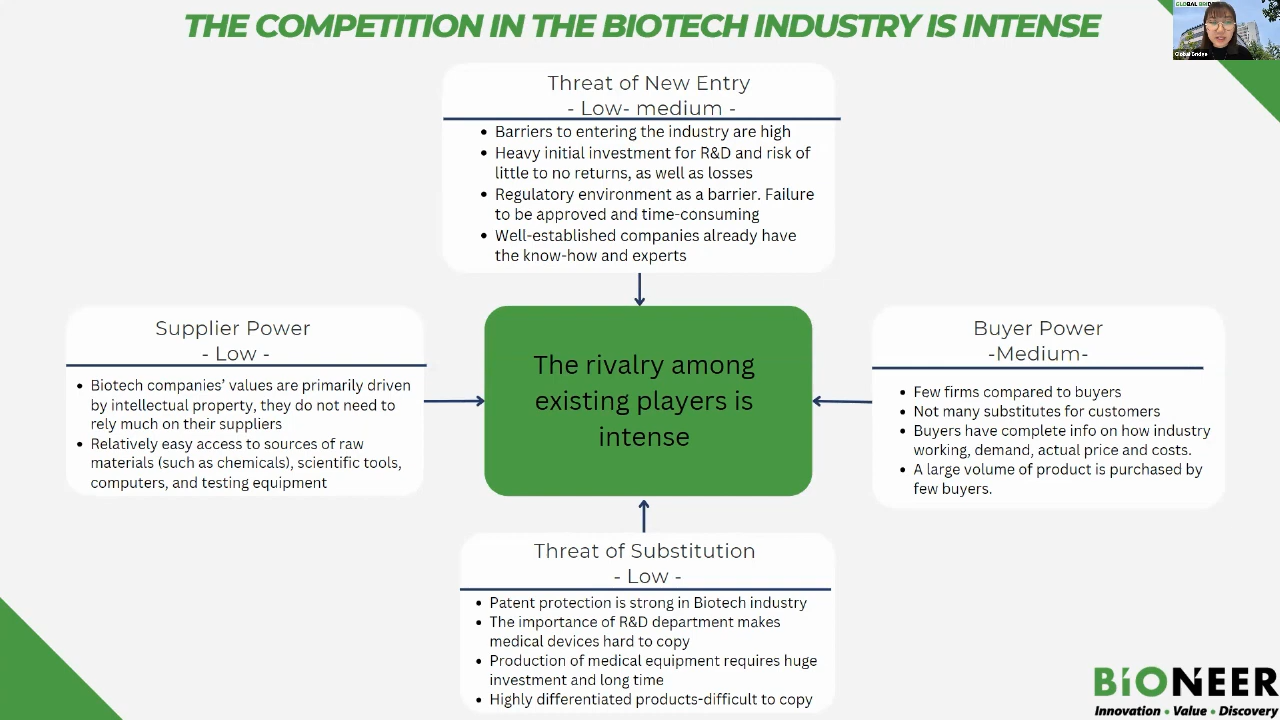 THE COMPETITION IN THE BIOTECH INDUSTRY IS INTENSE
GLOBAL BRIDGE
Global Bridge
Threat of New Entry
- Low- medium -
• Barriers to entering the industry are high
• Heavy initial investment for R&D and risk of
little to no returns, as well as losses
• Regulatory environment as a barrier. Failure
to be approved and time-consuming
• Well-established companies already have
the know-how and experts
Supplier Power
- Low -
• Biotech companies' values are primarily driven
by intellectual property, they do not need to
rely much on their suppliers
• Relatively easy access to sources of raw
materials (such as chemicals), scientific tools,
computers, and testing equipment
The rivalry among
existing players is
intense
Buyer Power
-Medium-
• Few firms compared to buyers
• Not many substitutes for customers
• Buyers have complete info on how industry
working, demand, actual price and costs.
• A large volume of product is purchased by
few buyers.
Threat of Substitution
- Low -
• Patent protection is strong in Biotech industry
• The importance of R&D department makes
medical devices hard to copy
• Production of medical equipment requires huge
investment and long time
• Highly differentiated products-difficult to copy
BiONEER
Innovation • Value • Discovery